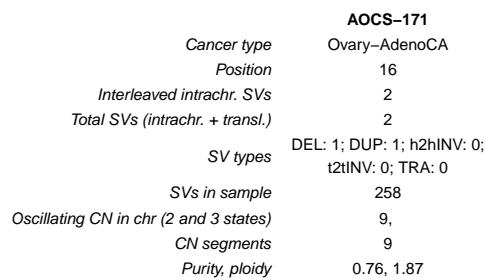 AOCS−171
Cancer type Ovary−AdenoCA
Position 16
Interleaved intrachr. SVs 2
Total SVs (intrachr. + transl.) 2
SV types DEL: 1; DUP: 1; h2hINV: 0;
t2tINV: 0; TRA: 0
SVs in sample 258
Oscillating CN in chr (2 and 3 states) 9,
CN segments 9
Purity, ploidy 0.76, 1.87